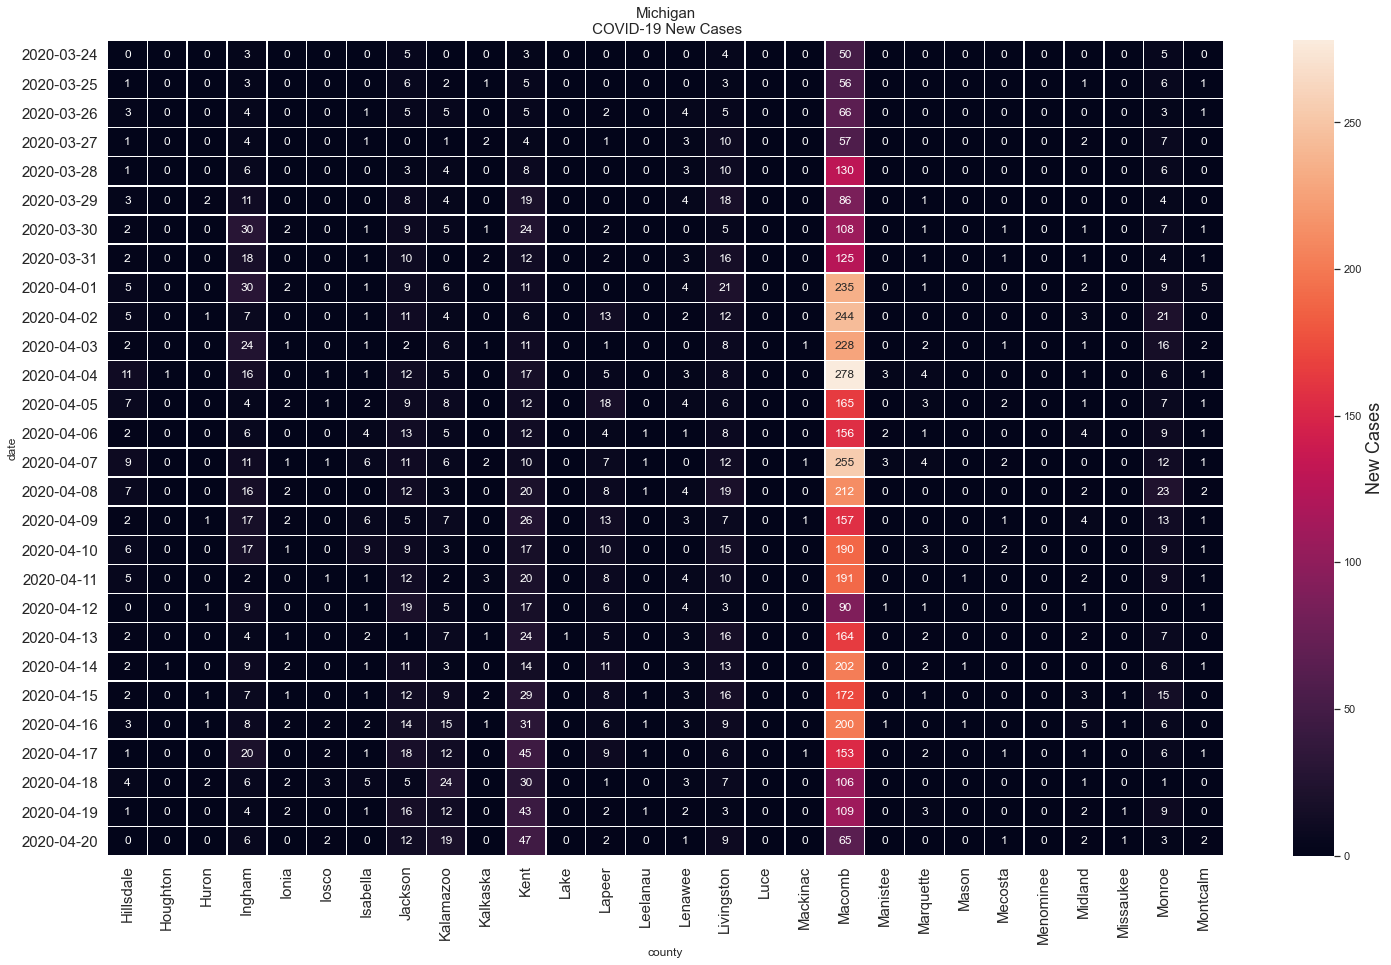 Michigan
COVID-19 New Cases
2020-03-24 0 0 0 3 0 0 0 5 0 0 3 0 0 0 0 4 0 0 50 0 0 0 0 0 0 0 5 0
2020-03-25 1 0 0 3 0 0 0 6 2 1 5 0 0 0 0 3 0 0 56 0 0 0 0 0 1 0 6 1
2020-03-26 3 0 0 4 0 0 1 5 5 0 5 0 2 0 4 5 0 0 66 0 0 0 0 0 0 0 3 1
2020-03-27 1 0 0 4 0 0 1 0 1 2 4 0 1 0 3 10 0 0 57 0 0 0 0 0 2 0 7 0
2020-03-28 1 0 0 6 0 0 0 3 4 0 8 0 0 0 3 10 0 0 130 0 0 0 0 0 0 0 6 0
2020-03-29 3 0 2 11 0 0 0 8 4 0 19 0 0 0 4 18 0 0 86 0 1 0 0 0 0 0 4 0
2020-03-30 2 0 0 30 2 0 1 9 5 1 24 0 2 0 0 5 0 0 108 0 1 0 1 0 1 0 7 1
2020-03-31 2 0 0 18 0 0 1 10 0 2 12 0 2 0 3 16 0 0 125 0 1 0 1 0 1 0 4 1
2020-04-01 5 0 0 30 2 0 1 9 6 0 11 0 0 0 4 21 0 0 235 0 1 0 0 0 2 0 9 5
2020-04-02 5 0 1 7 0 0 1 11 4 0 6 0 13 0 2 12 0 0 244 0 0 0 0 0 3 0 21 0
2020-04-03 2 0 0 24 1 0 1 2 6 1 11 0 1 0 0 8 0 1 228 0 2 0 1 0 1 0 16 2
2020-04-04 11 1 0 16 0 1 1 12 5 0 17 0 5 0 3 8 0 0 278 3 4 0 0 0 1 0 6 1
2020-04-05 7 0 0 4 2 1 2 9 8 0 12 0 18 0 4 6 0 0 165 0 3 0 2 0 1 0 7 1
2020-04-06 2 0 0 6 0 0 4 13 5 0 12 0 4 1 1 8 0 0 156 2 1 0 0 0 4 0 9 1
2020-04-07 9 0 0 11 1 1 6 11 6 2 10 0 7 1 0 12 0 1 255 3 4 0 2 0 0 0 12 1
2020-04-08 7 0 0 16 2 0 0 12 3 0 20 0 8 1 4 19 0 0 212 0 0 0 0 0 2 0 23 2
2020-04-09 2 0 1 17 2 0 6 5 7 0 26 0 13 0 3 7 0 1 157 0 0 0 1 0 4 0 13 1
2020-04-10 6 0 0 17 1 0 9 9 3 0 17 0 10 0 0 15 0 0 190 0 3 0 2 0 0 0 9 1
2020-04-11 5 0 0 2 0 1 1 12 2 3 20 0 8 0 4 10 0 0 191 0 0 1 0 0 2 0 9 1
2020-04-12 0 0 1 9 0 0 1 19 5 0 17 0 6 0 4 3 0 0 90 1 1 0 0 0 1 0 0 1
2020-04-13 2 0 0 4 1 0 2 1 7 1 24 1 5 0 3 16 0 0 164 0 2 0 0 0 2 0 7 0
2020-04-14 2 1 0 9 2 0 1 11 3 0 14 0 11 0 3 13 0 0 202 0 2 1 0 0 0 0 6 1
2020-04-15 2 0 1 7 1 0 1 12 9 2 29 0 8 1 3 16 0 0 172 0 1 0 0 0 3 1 15 0
2020-04-16 3 0 1 8 2 2 2 14 15 1 31 0 6 1 3 9 0 0 200 1 0 1 0 0 5 1 6 0
2020-04-17 1 0 0 20 0 2 1 18 12 0 45 0 9 1 0 6 0 1 153 0 2 0 1 0 1 0 6 1
2020-04-18 4 0 2 6 2 3 5 5 24 0 30 0 1 0 3 7 0 0 106 0 0 0 0 0 1 0 1 0
2020-04-19 1 0 0 4 2 0 1 16 12 0 43 0 2 1 2 3 0 0 109 0 3 0 0 0 2 1 9 0
2020-04-20 0 0 0 6 0 2 0 12 19 0 47 0 2 0 1 9 0 0 65 0 0 0 1 0 2 1 3 2
date
Hillsdale Houghton Huron Ingham Ionia Iosco Isabella Jackson Kalamazoo Kalkaska Kent Lake Lapeer Leelanau Lenawee Livingston Luce Mackinac Macomb Manistee Marquette Mason Mecosta Menominee Midland Missaukee Monroe Montcalm
county
250
200
150
100
50
0
New Cases